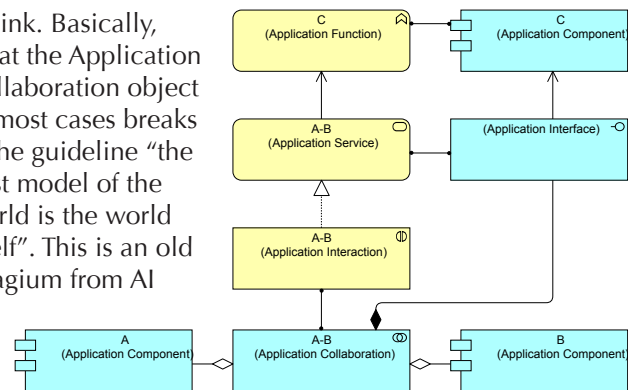 ink. Basically,
at the Application
llaboration object
most cases breaks
he guideline “the
st model of the
rld is the world
elf”. This is an old
agium from AI
C
(Application Function)
C
(Application Component)
A-B
(Application Service)
(Application Interface)
A-B
(Application Interaction)
A
(Application Component)
A-B
(Application Collaboration)
B
(Application Component)